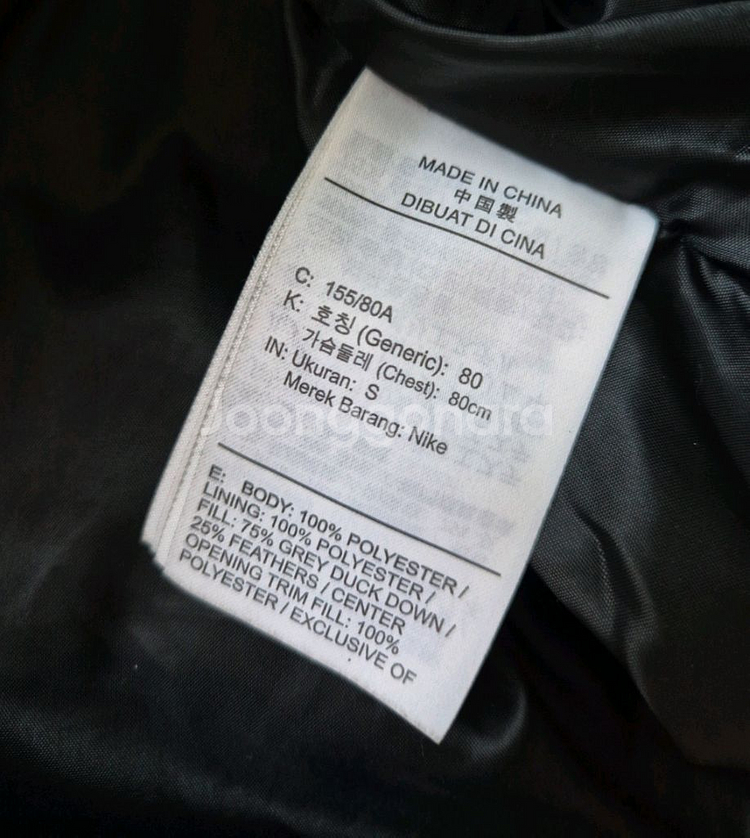 MADE IN CHINA
中国製
DIBUAT DI CINA
C: 155/80A
K: 호칭 (Generic): 80
가슴둘레 (Chest): 80cm
IN: Ukuran: S
Merek Barang: Nike
Joonggonara
E: BODY: 100% POLYESTER /
LINING: 100% POLYESTER /
FILL: 75% GREY DUCK DOWN /
25% FEATHERS / CENTER
OPENING TRIM FILL: 100%
POLYESTER / EXCLUSIVE OF